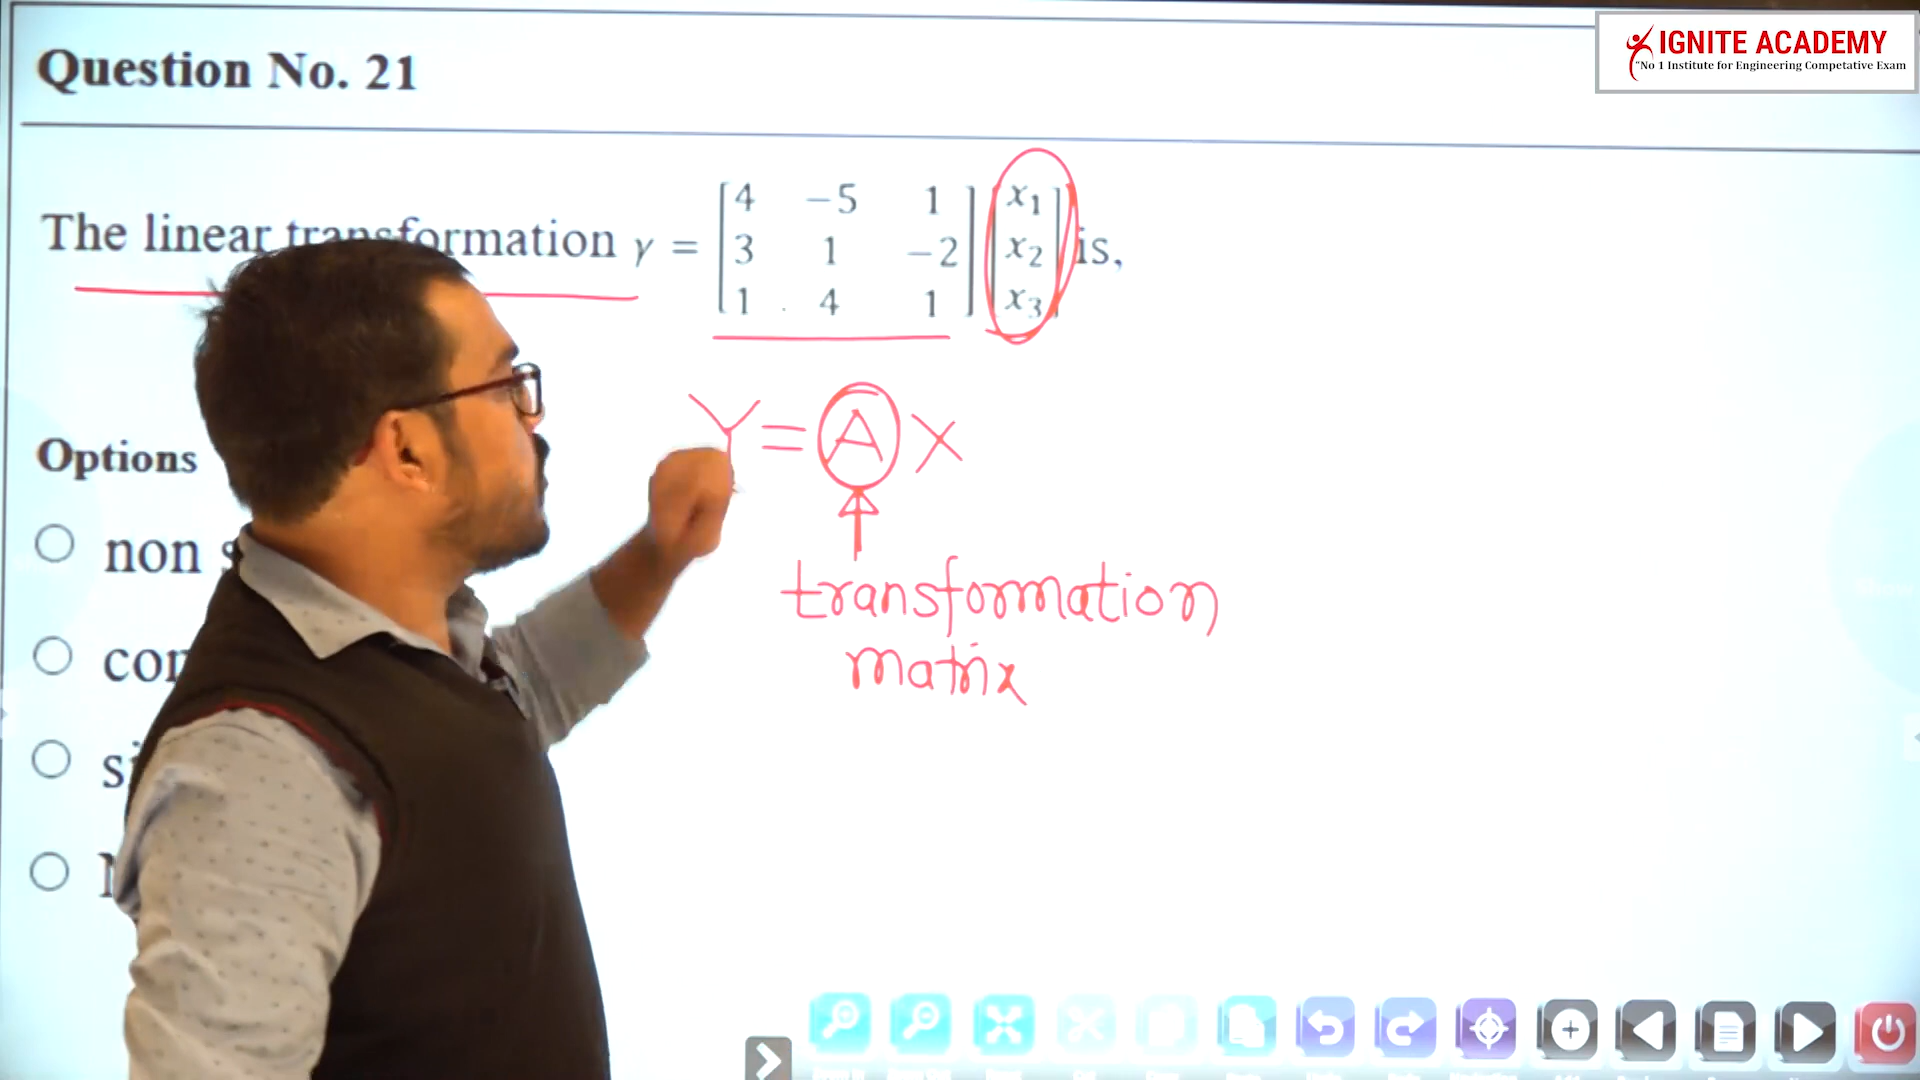 IGNITE ACADEMY
"No 1 Institute for Engineering Competative Exam
Question No. 21
The linear transformation γ = [4 −5 1; 3 1 −2; 1 . 4 1] [x₁; x₂; x₃] is,
Y = A X
transformation
matrix
Options
non